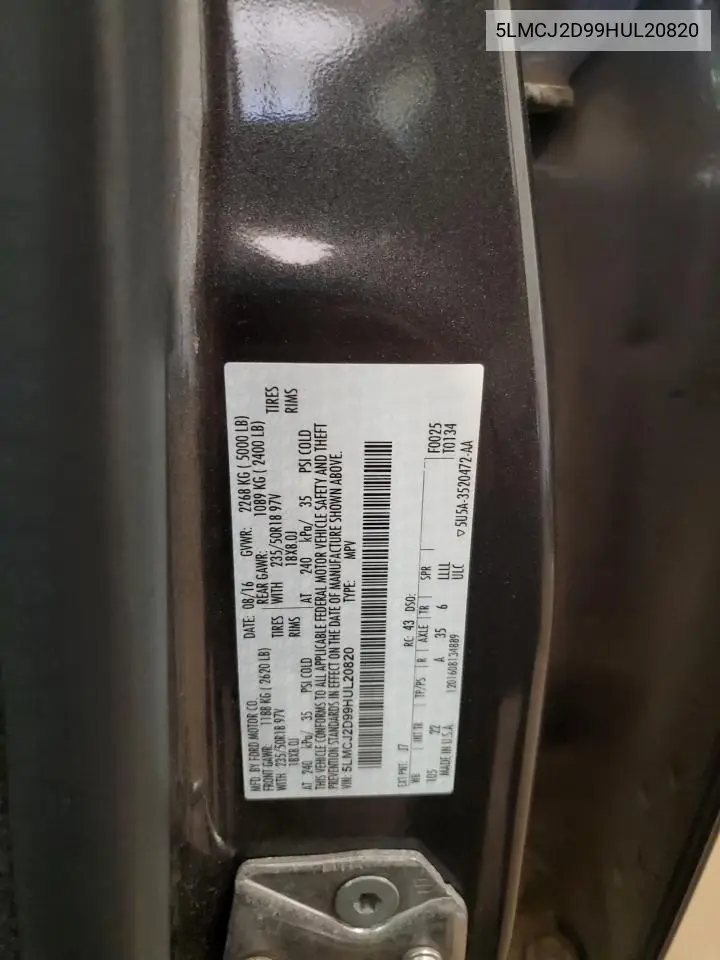 5LMCJ2D99HUL20820
MFD. BY FORD MOTOR CO.
DATE: 08/16 GVWR: 2268 KG ( 5000 LB)
FRONT GAWR: 1188 KG ( 2620 LB) REAR GAWR: 1089 KG ( 2400 LB)
WITH 235/50R18 97V TIRES WITH 235/50R18 97V TIRES
18X8.0J RIMS 18X8.0J RIMS
AT 240 kPa/ 35 PSI COLD AT 240 kPa/ 35 PSI COLD
THIS VEHICLE CONFORMS TO ALL APPLICABLE FEDERAL MOTOR VEHICLE SAFETY AND THEFT
PREVENTION STANDARDS IN EFFECT ON THE DATE OF MANUFACTURE SHOWN ABOVE.
VIN: 5LMCJ2D99HUL20820 TYPE: MPV
EXT PNT: J7 RC: 43 DSO: F0025
WB INT TR TP/PS R AXLE TR SPR T0134
105 22 A 35 6 LLLL
MADE IN U.S.A. 1201608134889 ULC ▽5U5A-3520472-AA